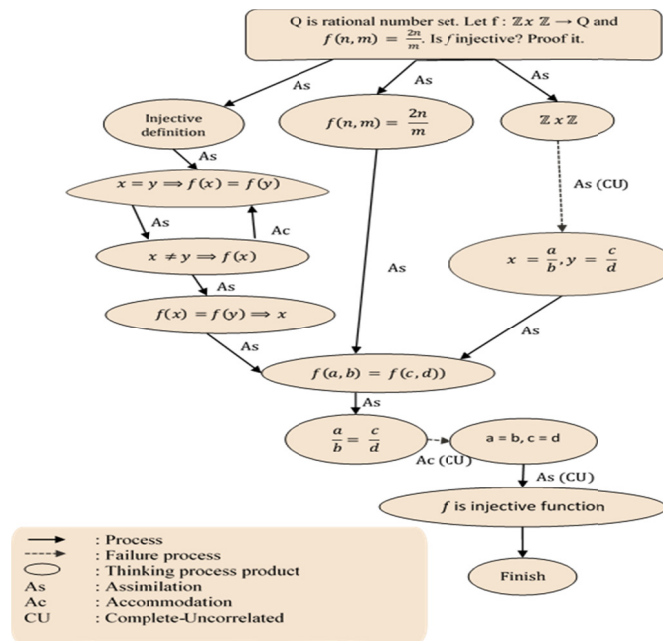 Q is rational number set. Let f : ℤ x ℤ → Q and
f(n, m) = 2n/m. Is f injective? Proof it.
As
As
As
Injective
definition
f(n, m) = 2n/m
ℤ x ℤ
As
x = y ⟹ f(x) = f(y)
As (CU)
As
Ac
x ≠ y ⟹ f(x)
x = a/b, y = c/d
As
As
f(x) = f(y) ⟹ x
As
As
f(a, b) = f(c, d))
As
a/b = c/d
a = b, c = d
Ac (CU)
As (CU)
f is injective function
Finish
: Process
: Failure process
: Thinking process product
As : Assimilation
Ac : Accommodation
CU : Complete-Uncorrelated